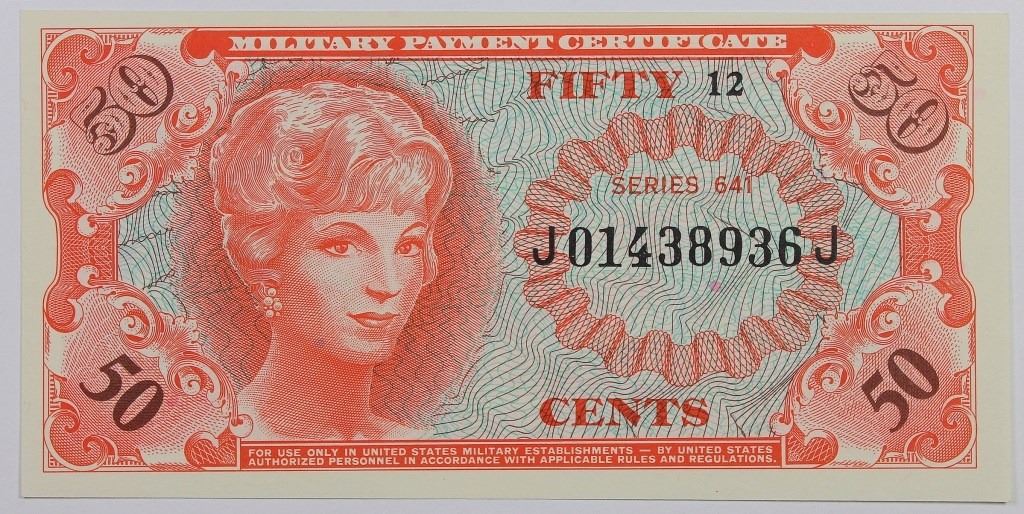 MILITARY PAYMENT CERTIFICATE
50
FIFTY 12
50
SERIES 641
J01438936J
50
CENTS
50
FOR USE ONLY IN UNITED STATES MILITARY ESTABLISHMENTS — BY UNITED STATES
AUTHORIZED PERSONNEL IN ACCORDANCE WITH APPLICABLE RULES AND REGULATIONS.